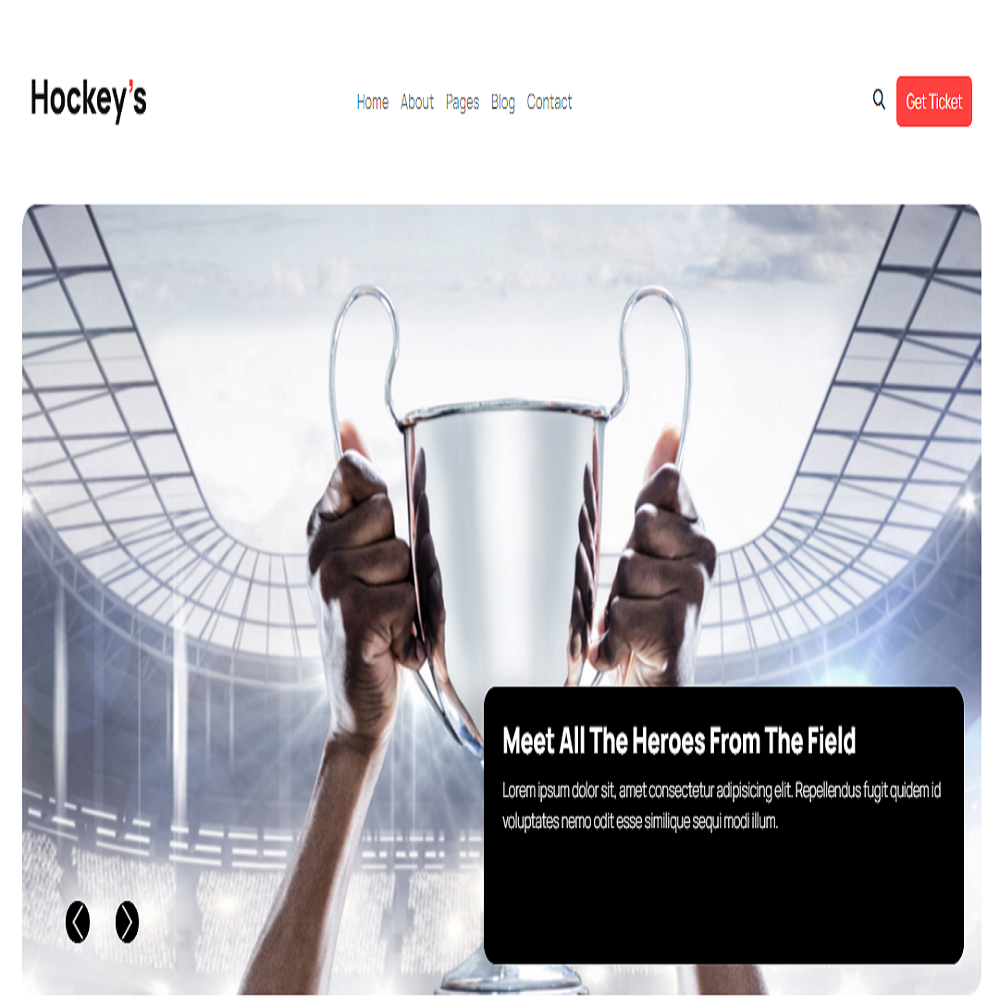 Hockey’s
Home About Pages Blog Contact
Get Ticket
Meet All The Heroes From The Field
Lorem ipsum dolor sit, amet consectetur adipisicing elit. Repellendus fugit quidem id
voluptates nemo odit esse similique sequi modi illum.